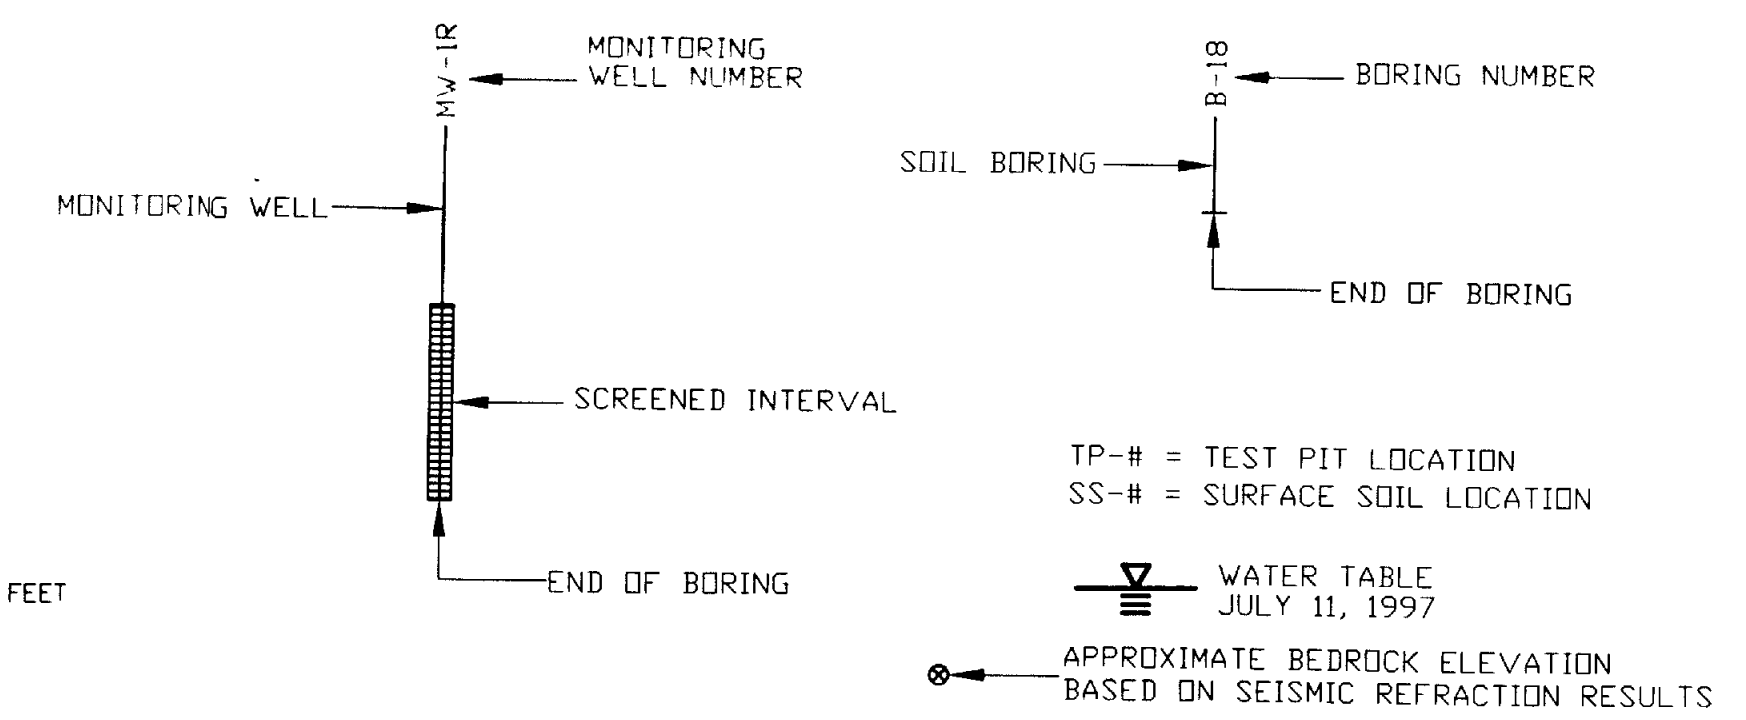 MW-1R
MONITORING
WELL NUMBER
MONITORING WELL
SCREENED INTERVAL
END OF BORING
FEET
B-18
BORING NUMBER
SOIL BORING
END OF BORING
TP-# = TEST PIT LOCATION
SS-# = SURFACE SOIL LOCATION
WATER TABLE
JULY 11, 1997
APPROXIMATE BEDROCK ELEVATION
BASED ON SEISMIC REFRACTION RESULTS